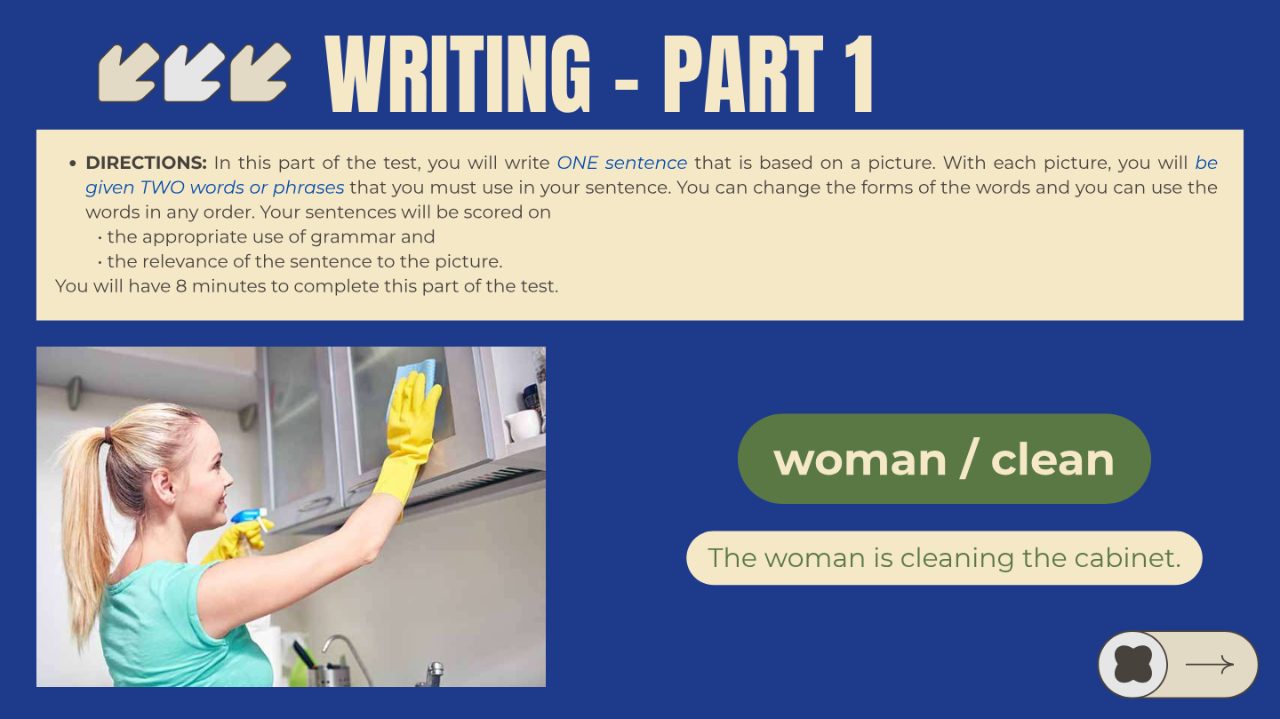 WRITING - PART 1
• DIRECTIONS: In this part of the test, you will write ONE sentence that is based on a picture. With each picture, you will be
given TWO words or phrases that you must use in your sentence. You can change the forms of the words and you can use the
words in any order. Your sentences will be scored on
• the appropriate use of grammar and
• the relevance of the sentence to the picture.
You will have 8 minutes to complete this part of the test.
woman / clean
The woman is cleaning the cabinet.